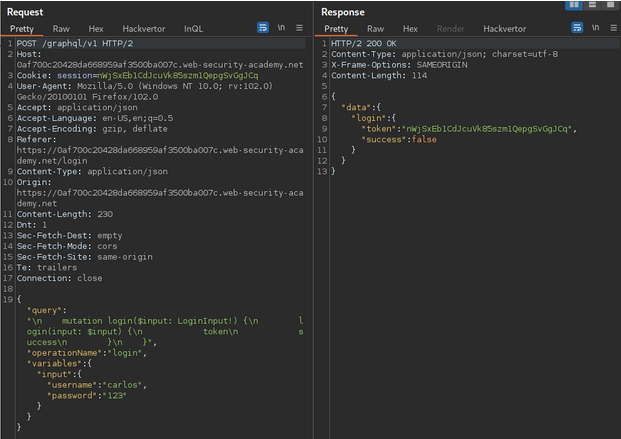 Request
Pretty Raw Hex Hackvertor InQL
\n
1 POST /graphql/v1 HTTP/2
2 Host:
0af700c20428da668959af3500ba007c.web-security-academy.net
3 Cookie: session=nWjSxEb1CdJcuVk85szm1QepgSvGgJCq
4 User-Agent: Mozilla/5.0 (Windows NT 10.0; rv:102.0)
Gecko/20100101 Firefox/102.0
5 Accept: application/json
6 Accept-Language: en-US,en;q=0.5
7 Accept-Encoding: gzip, deflate
8 Referer:
https://0af700c20428da668959af3500ba007c.web-security-aca
demy.net/login
9 Content-Type: application/json
10 Origin:
https://0af700c20428da668959af3500ba007c.web-security-aca
demy.net
11 Content-Length: 230
12 Dnt: 1
13 Sec-Fetch-Dest: empty
14 Sec-Fetch-Mode: cors
15 Sec-Fetch-Site: same-origin
16 Te: trailers
17 Connection: close
18
19 {
"query":
"\n mutation login($input: LoginInput!) {\n l
ogin(input: $input) {\n token\n s
uccess\n }\n }",
"operationName":"login",
"variables":{
"input":{
"username":"carlos",
"password":"123"
}
}
}
Response
Pretty Raw Hex Render Hackvertor
\n
1 HTTP/2 200 OK
2 Content-Type: application/json; charset=utf-8
3 X-Frame-Options: SAMEORIGIN
4 Content-Length: 114
5
6 {
7 "data":{
8 "login":{
9 "token":"nWjSxEb1CdJcuVk85szm1QepgSvGgJCq",
10 "success":false
11 }
12 }
13 }